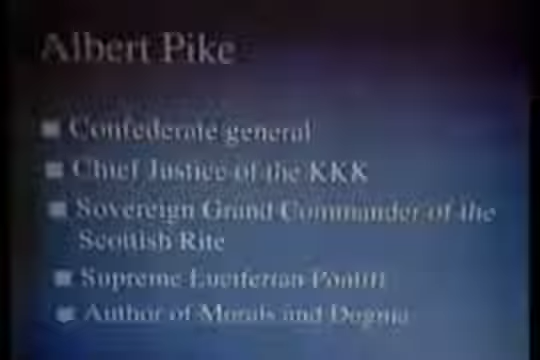 Albert Pike
Confederate general
Chief Justice of the KKK
Sovereign Grand Commander of the
Scottish Rite
Supreme Luciferian Pontiff
Author of Morals and Dogma